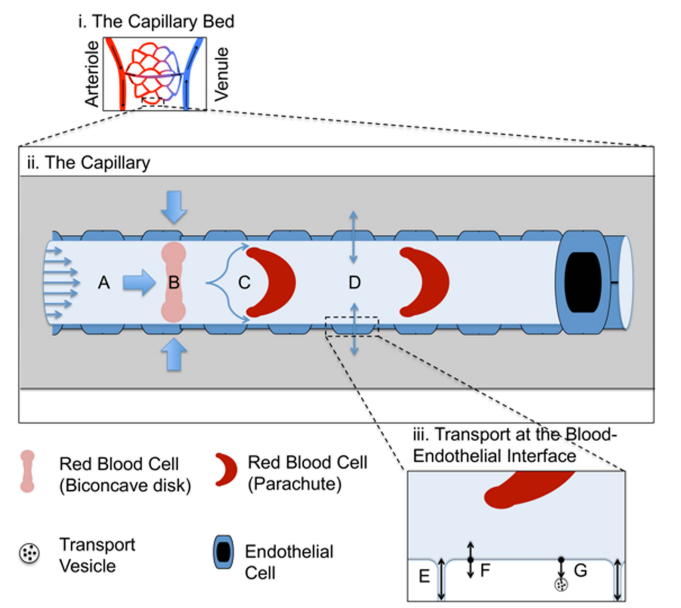 i. The Capillary Bed
Arteriole
Venule
ii. The Capillary
A
B
C
D
iii. Transport at the Blood-
Endothelial Interface
Red Blood Cell
(Biconcave disk)
Red Blood Cell
(Parachute)
Transport
Vesicle
Endothelial
Cell
E
F
G